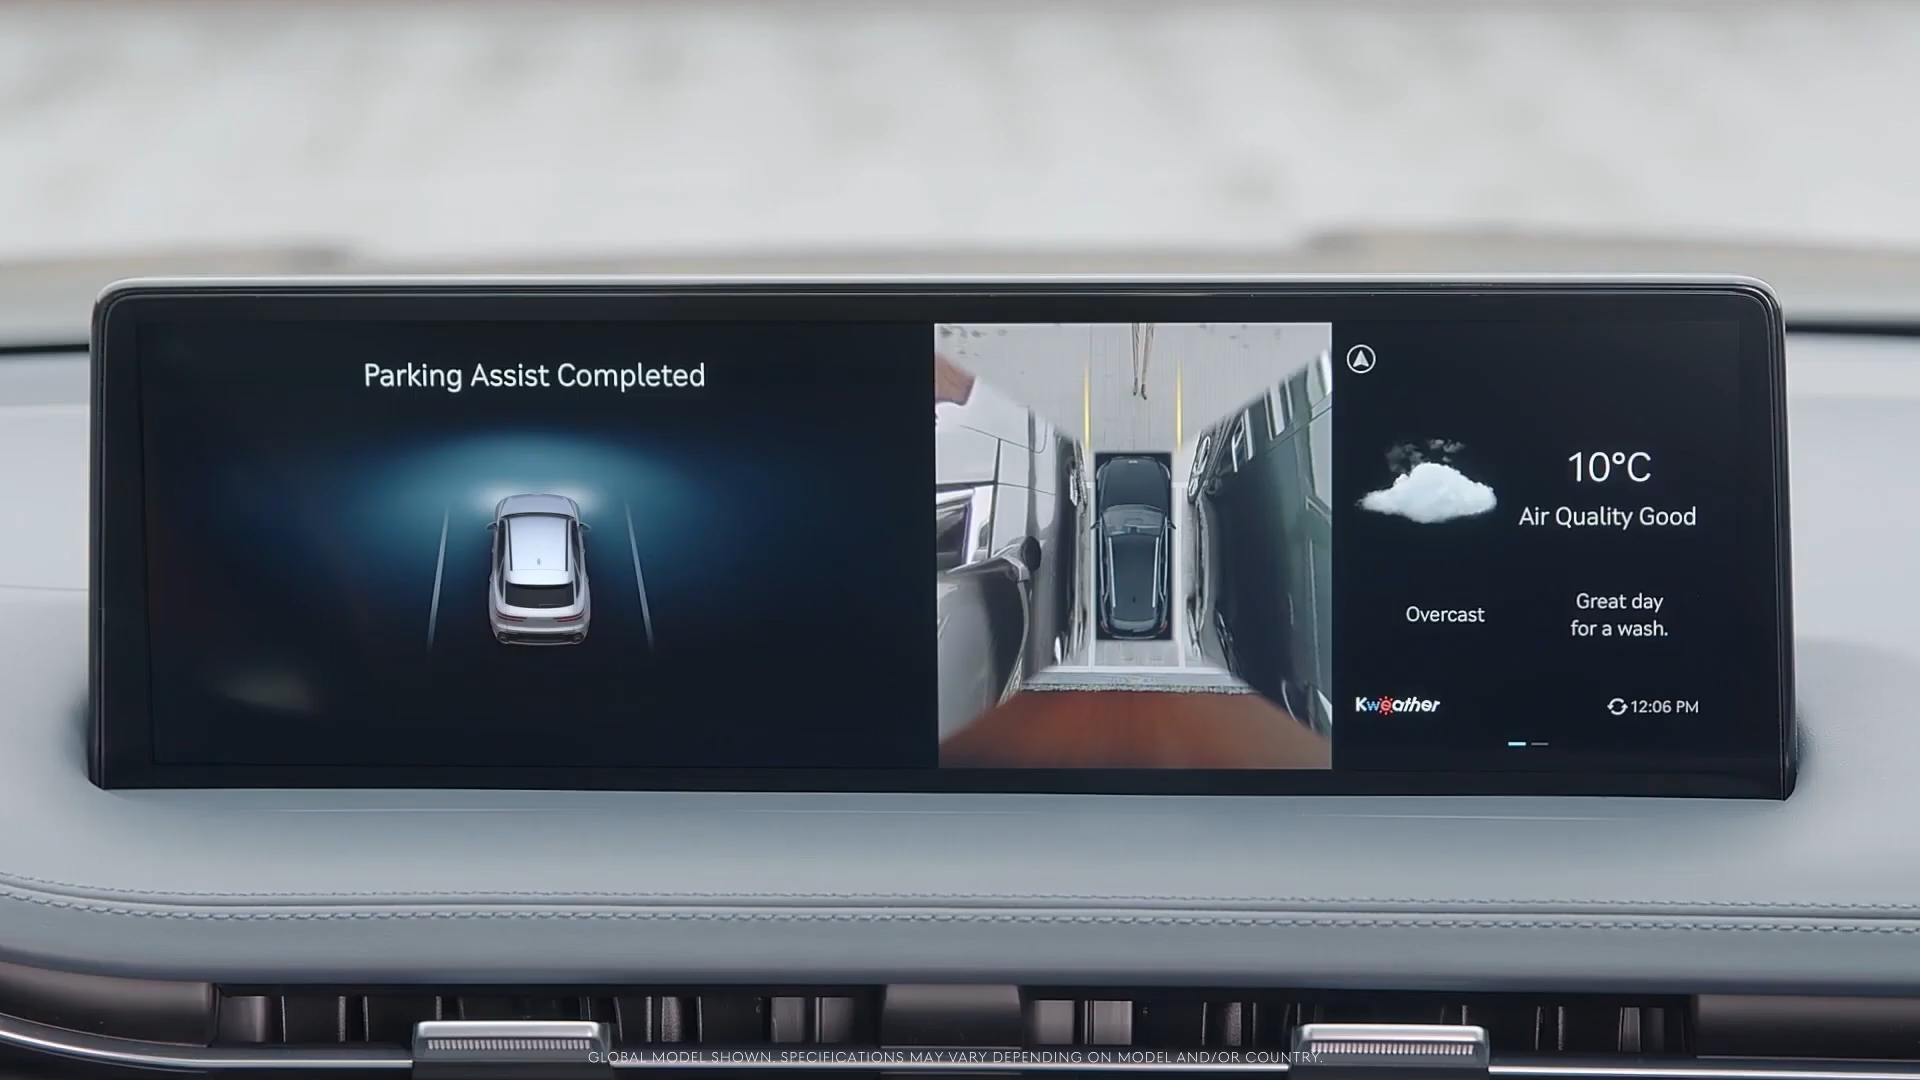 Parking Assist Completed
10°C
Air Quality Good
Overcast
Great day
for a wash.
Kweather
12:06 PM
GLOBAL MODEL SHOWN. SPECIFICATIONS MAY VARY DEPENDING ON MODEL AND/OR COUNTRY.